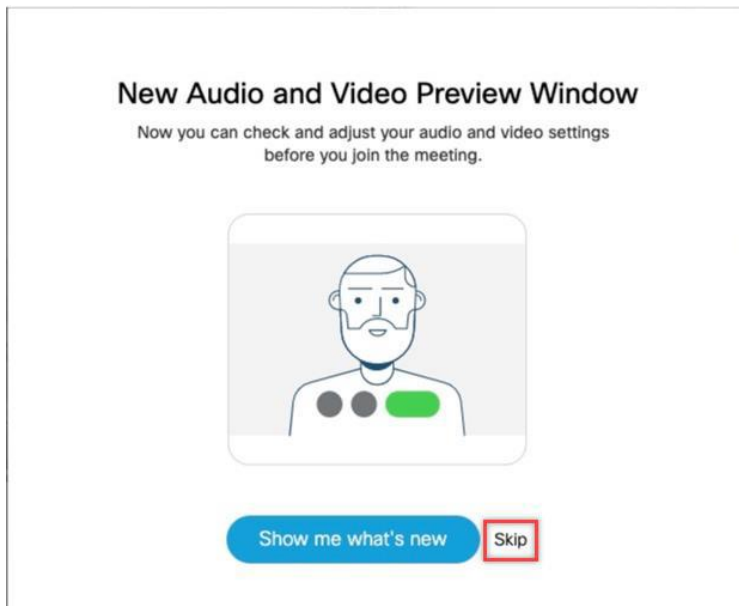 New Audio and Video Preview Window
Now you can check and adjust your audio and video settings
before you join the meeting.
Show me what's new
Skip